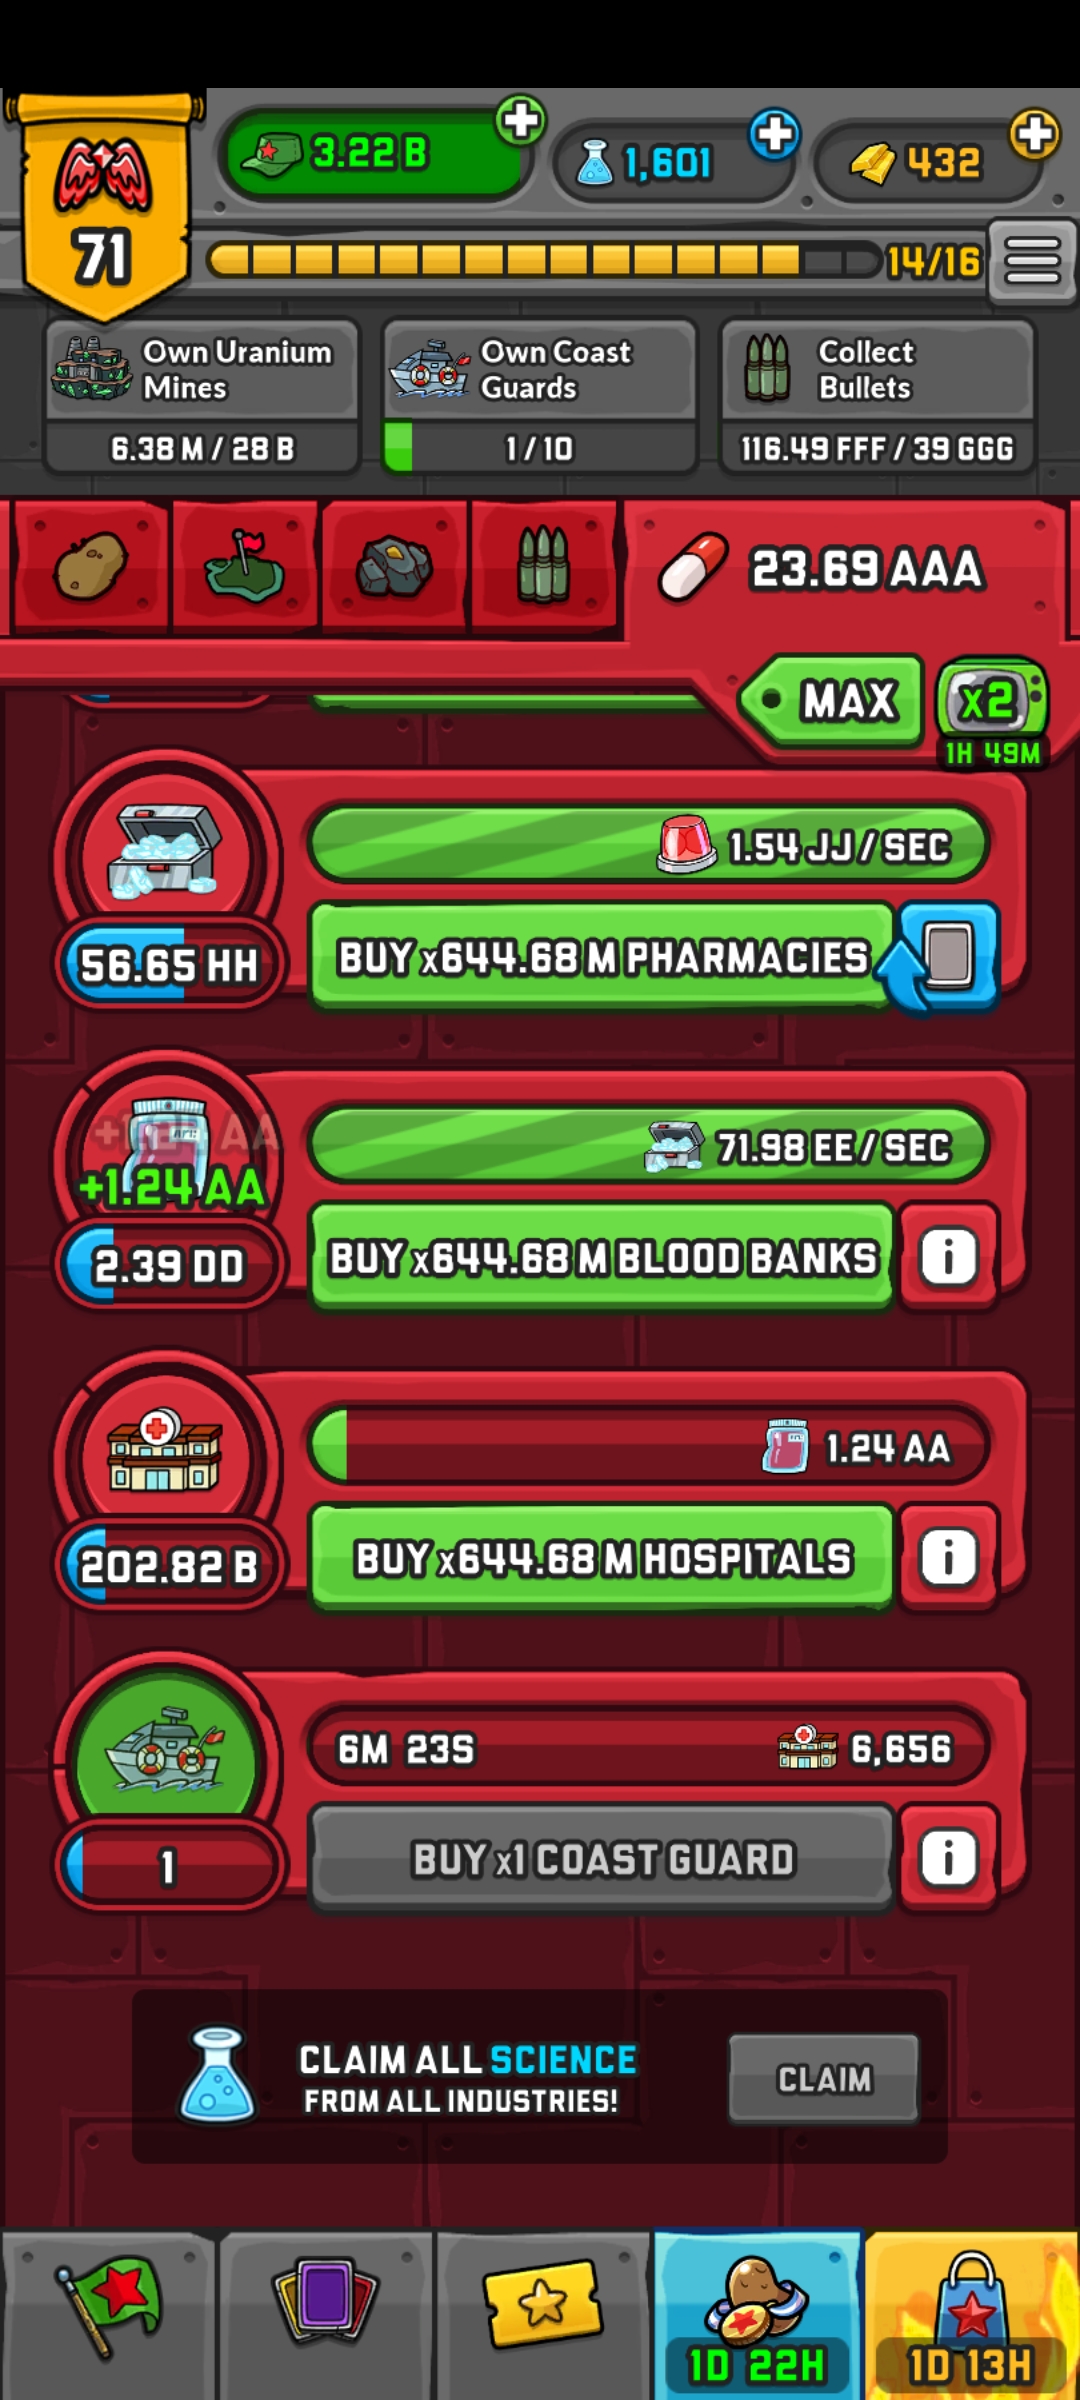 3.22 B
1,601
432
71
14/16
Own Uranium
Mines
6.38 M / 28 B
Own Coast
Guards
1 / 10
Collect
Bullets
116.49 FFF / 39 GGG
23.69 AAA
MAX
x2
1H 49M
1.54 JJ / SEC
56.65 HH
BUY x644.68 M PHARMACIES
71.98 EE / SEC
+1.24 AA
2.39 DD
BUY x644.68 M BLOOD BANKS
i
1.24 AA
202.82 B
BUY x644.68 M HOSPITALS
i
6M 23S
6,656
1
BUY x1 COAST GUARD
i
CLAIM ALL SCIENCE
FROM ALL INDUSTRIES!
CLAIM
1D 22H
1D 13H